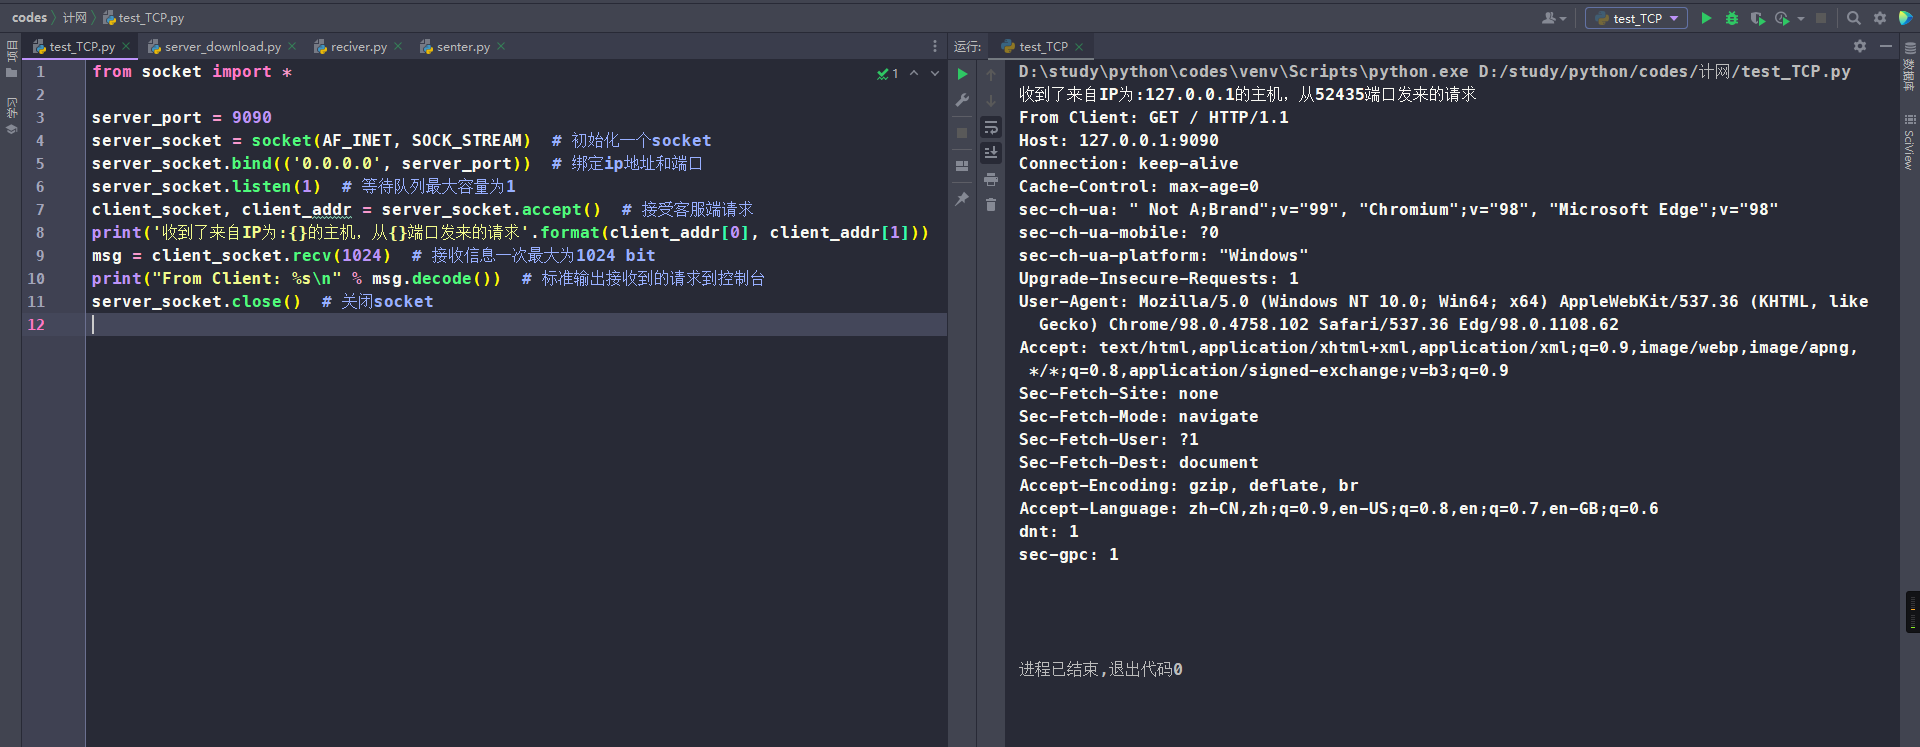 codes 计网 test_TCP.py
test_TCP
test_TCP.py server_download.py reciver.py senter.py
运行: test_TCP
项目
学习
数据库
SciView
1
1 from socket import *
2
3 server_port = 9090
4 server_socket = socket(AF_INET, SOCK_STREAM)  # 初始化一个socket
5 server_socket.bind(('0.0.0.0', server_port))  # 绑定ip地址和端口
6 server_socket.listen(1)  # 等待队列最大容量为1
7 client_socket, client_addr = server_socket.accept()  # 接受客服端请求
8 print('收到了来自IP为:{}的主机，从{}端口发来的请求'.format(client_addr[0], client_addr[1]))
9 msg = client_socket.recv(1024)  # 接收信息一次最大为1024 bit
10 print("From Client: %s\n" % msg.decode())  # 标准输出接收到的请求到控制台
11 server_socket.close()  # 关闭socket
12
D:\study\python\codes\venv\Scripts\python.exe D:/study/python/codes/计网/test_TCP.py
收到了来自IP为:127.0.0.1的主机，从52435端口发来的请求
From Client: GET / HTTP/1.1
Host: 127.0.0.1:9090
Connection: keep-alive
Cache-Control: max-age=0
sec-ch-ua: " Not A;Brand";v="99", "Chromium";v="98", "Microsoft Edge";v="98"
sec-ch-ua-mobile: ?0
sec-ch-ua-platform: "Windows"
Upgrade-Insecure-Requests: 1
User-Agent: Mozilla/5.0 (Windows NT 10.0; Win64; x64) AppleWebKit/537.36 (KHTML, like
Gecko) Chrome/98.0.4758.102 Safari/537.36 Edg/98.0.1108.62
Accept: text/html,application/xhtml+xml,application/xml;q=0.9,image/webp,image/apng,
*/*;q=0.8,application/signed-exchange;v=b3;q=0.9
Sec-Fetch-Site: none
Sec-Fetch-Mode: navigate
Sec-Fetch-User: ?1
Sec-Fetch-Dest: document
Accept-Encoding: gzip, deflate, br
Accept-Language: zh-CN,zh;q=0.9,en-US;q=0.8,en;q=0.7,en-GB;q=0.6
dnt: 1
sec-gpc: 1
进程已结束,退出代码0